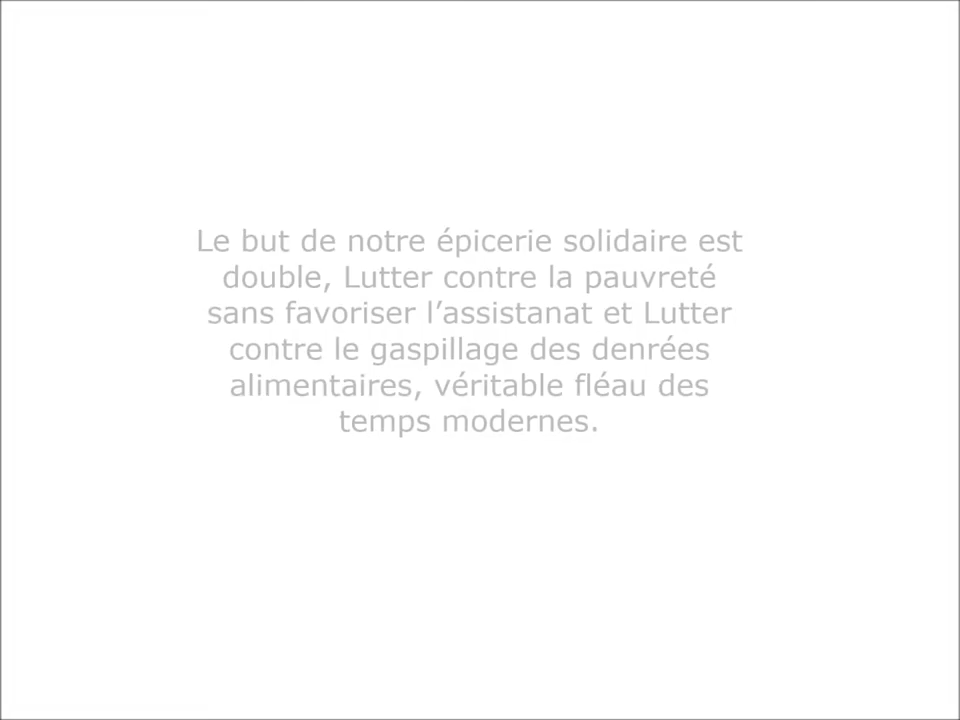 Le but de notre épicerie solidaire est
double, Lutter contre la pauvreté
sans favoriser l’assistanat et Lutter
contre le gaspillage des denrées
alimentaires, véritable fléau des
temps modernes.